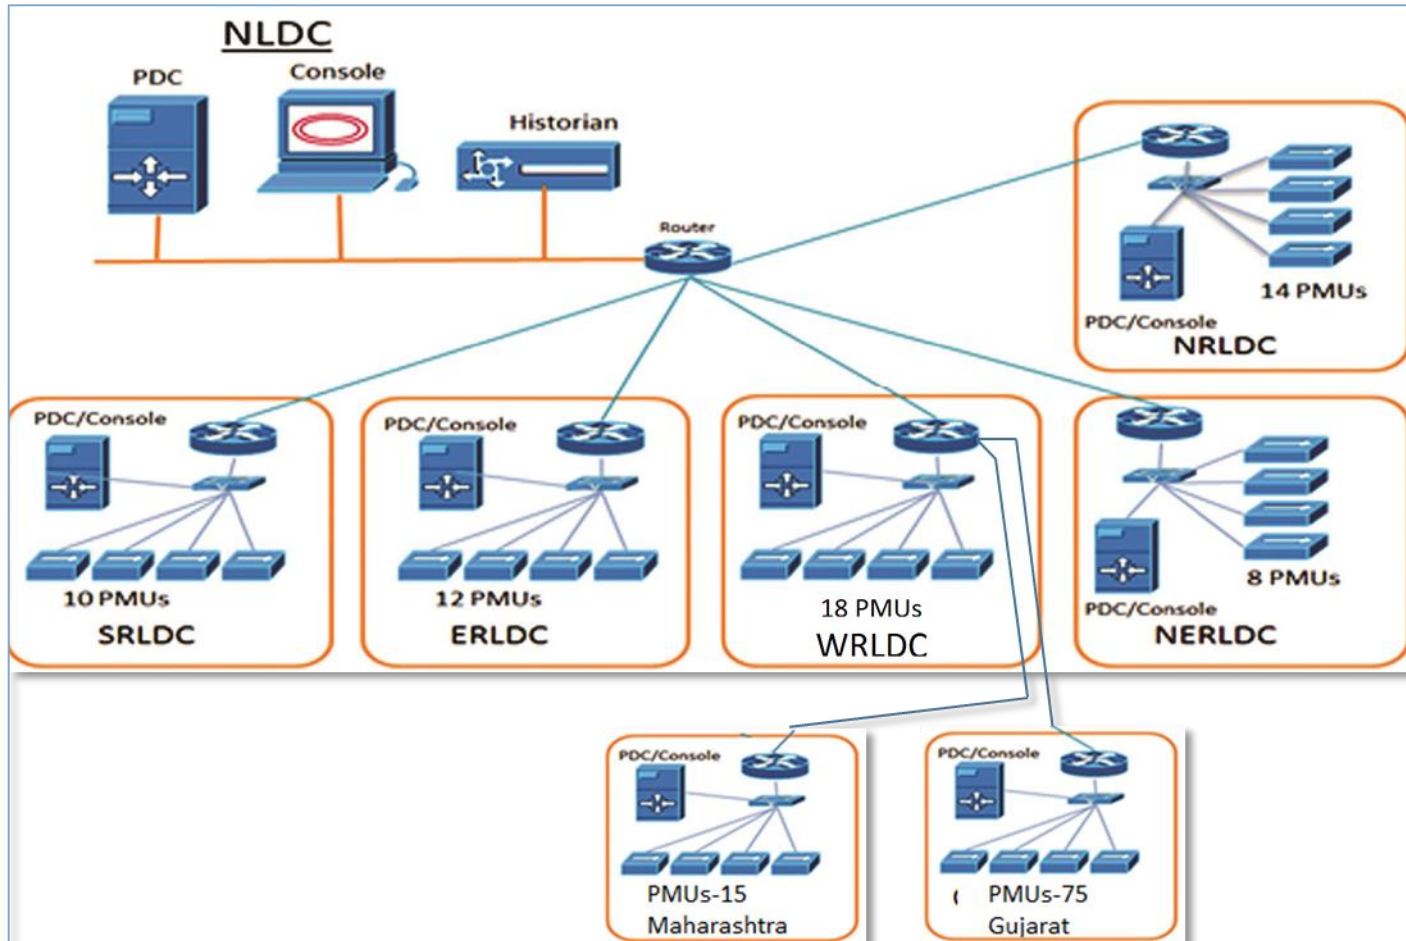 NLDC
PDC
Console
Historian
Router
14 PMUs
PDC/Console
NRLDC
PDC/Console
10 PMUs
SRLDC
PDC/Console
12 PMUs
ERLDC
PDC/Console
18 PMUs
WRLDC
8 PMUs
PDC/Console
NERLDC
PDC/Console
PMUs-15
Maharashtra
PDC/Console
PMUs-75
Gujarat